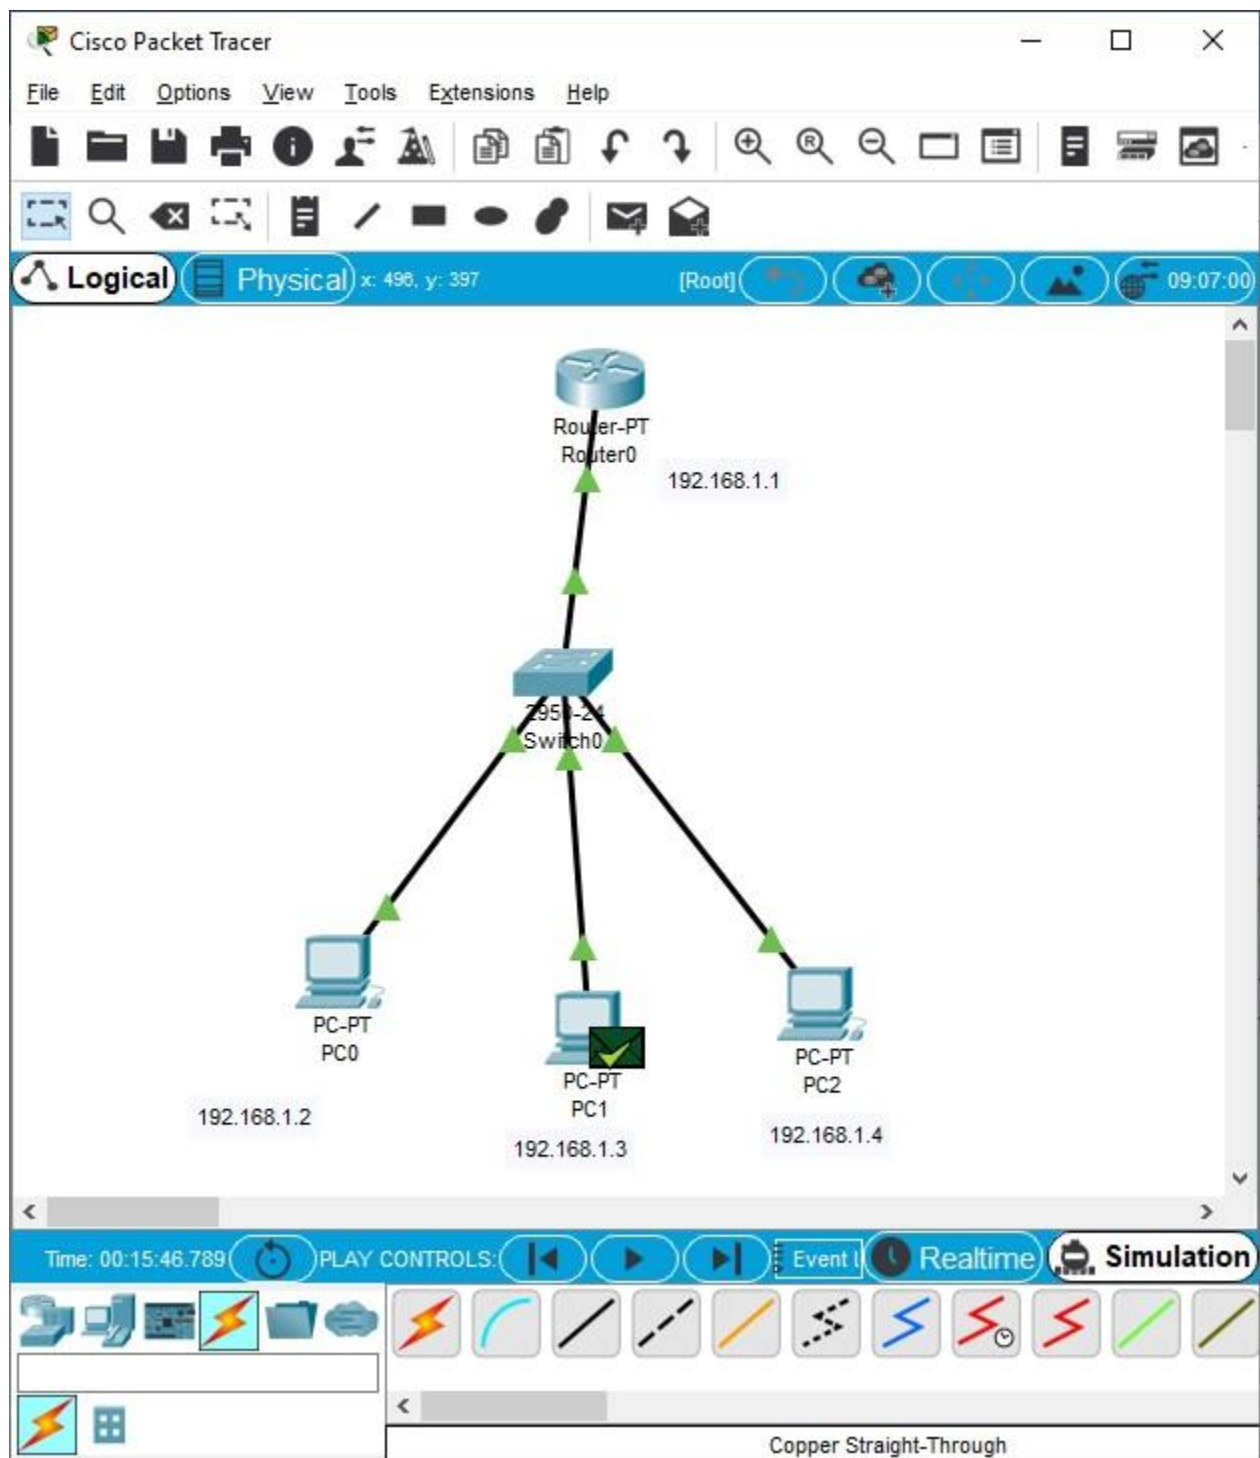 Cisco Packet Tracer
File Edit Options View Tools Extensions Help
Logical Physical x: 496, y: 397 [Root] 09:07:00
Router-PT
Router0
192.168.1.1
2950-24
Switch0
PC-PT
PC0
192.168.1.2
PC-PT
PC1
192.168.1.3
PC-PT
PC2
192.168.1.4
Time: 00:15:46.789 PLAY CONTROLS: Event L Realtime Simulation
Copper Straight-Through